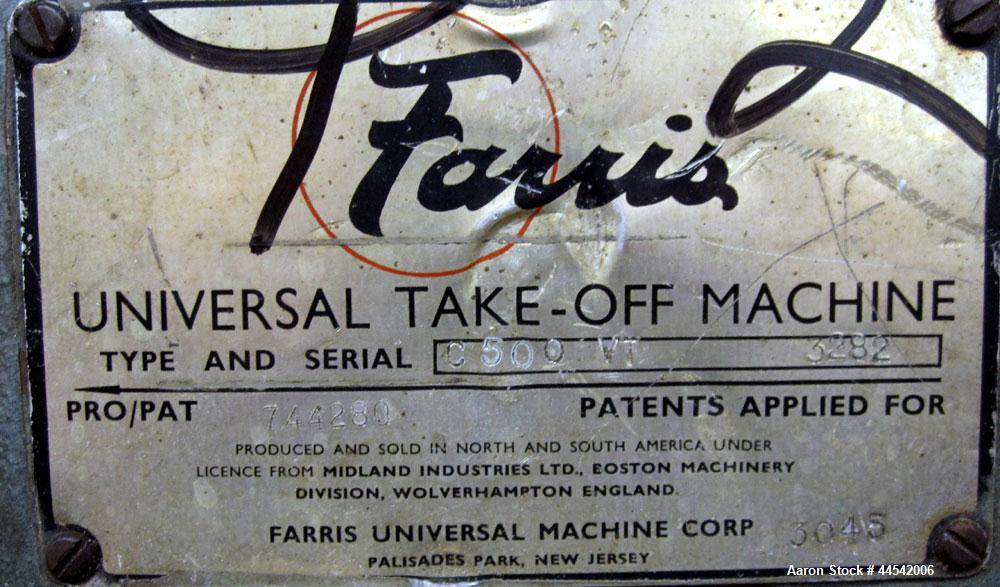 Farris
UNIVERSAL TAKE-OFF MACHINE
TYPE AND SERIAL C 500 VT 3282
PRO/PAT 744280 PATENTS APPLIED FOR
PRODUCED AND SOLD IN NORTH AND SOUTH AMERICA UNDER
LICENCE FROM MIDLAND INDUSTRIES LTD., BOSTON MACHINERY
DIVISION, WOLVERHAMPTON ENGLAND.
FARRIS UNIVERSAL MACHINE CORP 3045
PALISADES PARK, NEW JERSEY
Aaron Stock # 44542006